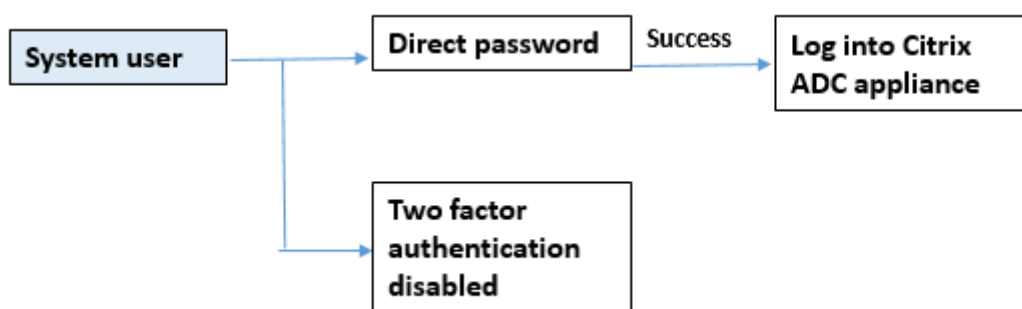 System user
Direct password
Success
Log into Citrix
ADC appliance
Two factor
authentication
disabled